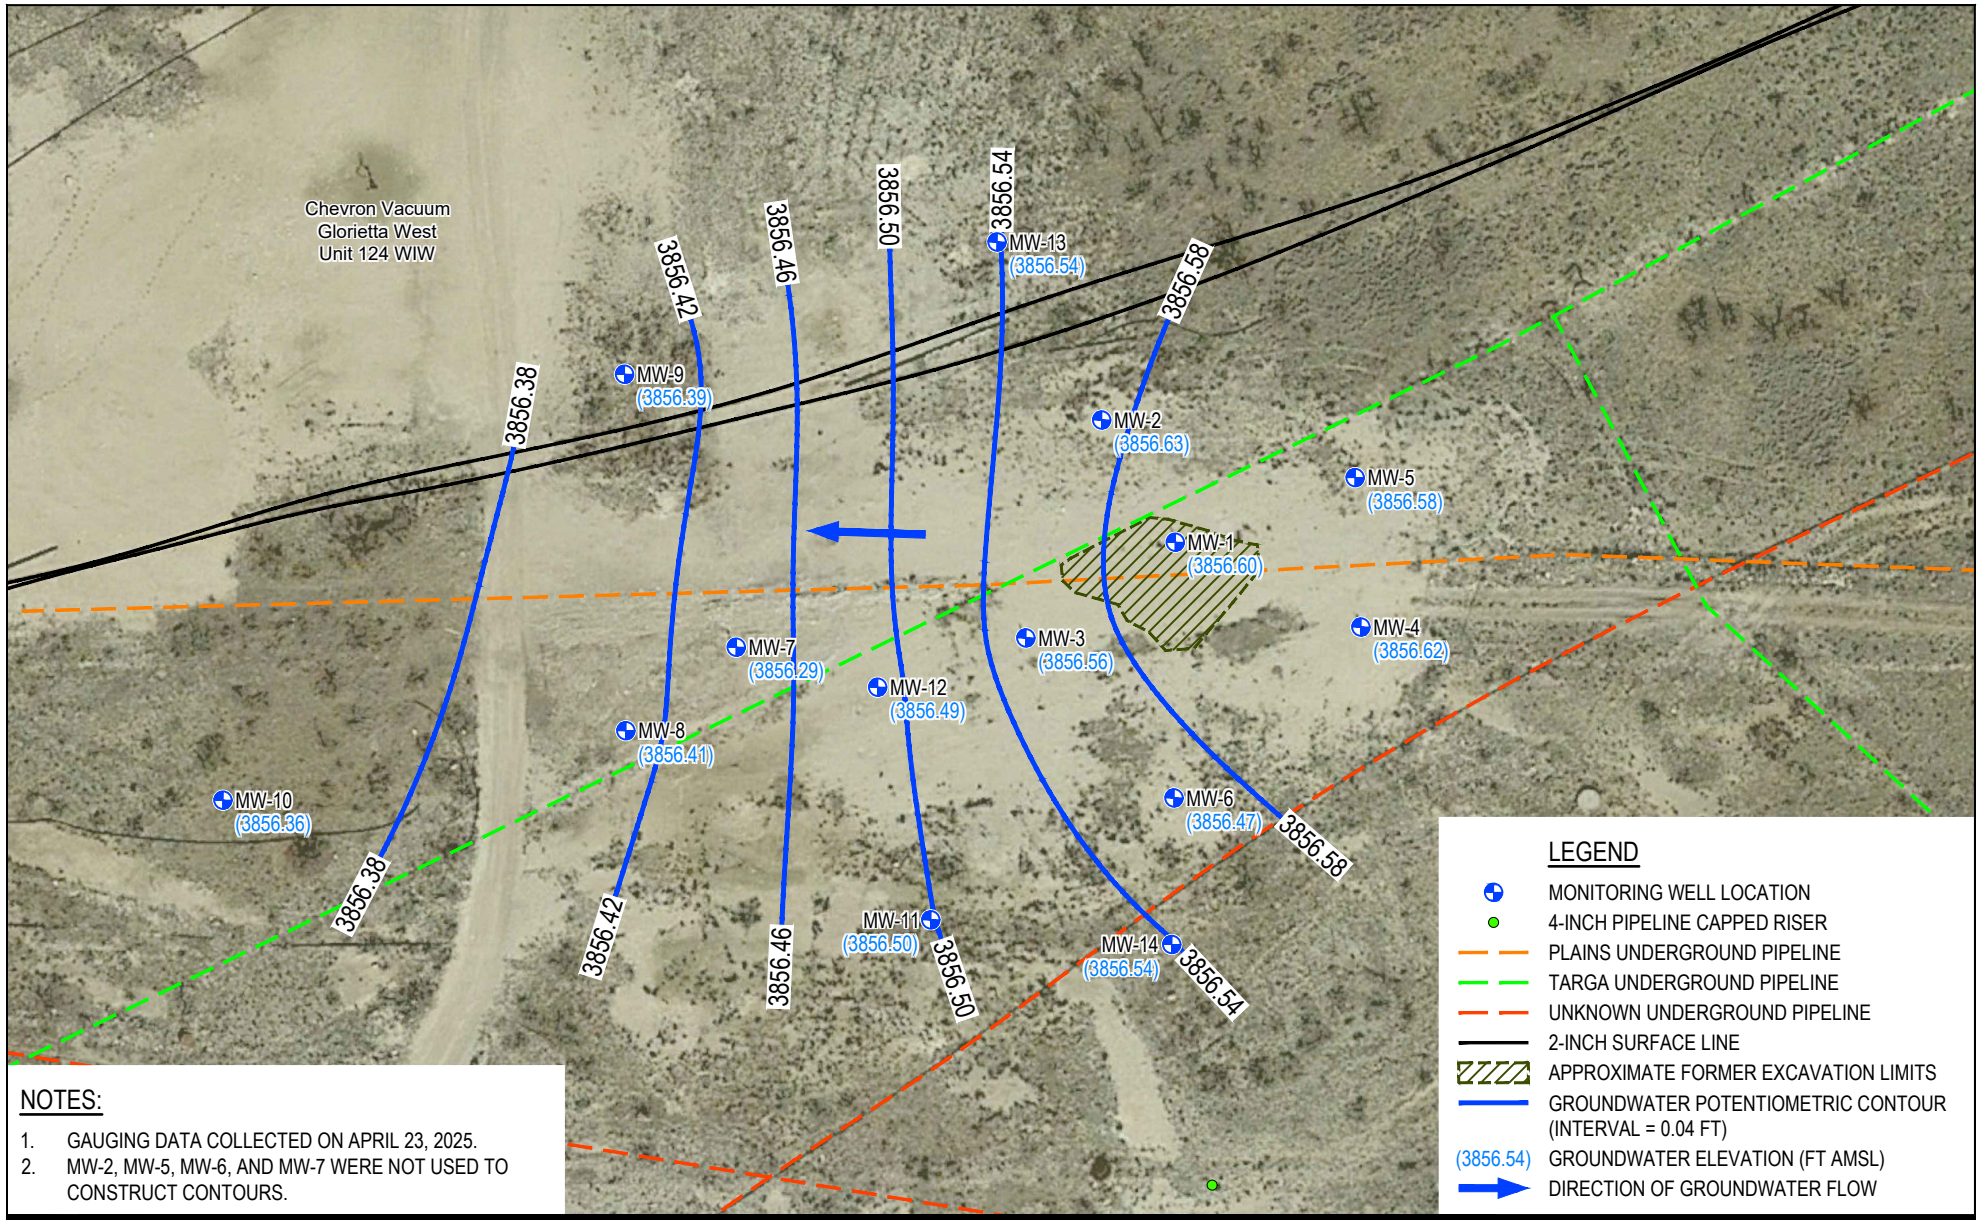 3856.54
3856.50
3856.46
3856.42
3856.58
3856.38
Chevron Vacuum
Glorietta West
Unit 124 WIW
MW-13
(3856.54)
MW-9
(3856.39)
MW-2
(3856.63)
MW-5
(3856.58)
MW-1
(3856.60)
MW-7
(3856.29)
MW-3
(3856.56)
MW-4
(3856.62)
MW-12
(3856.49)
MW-8
(3856.41)
MW-10
(3856.36)
MW-6
(3856.47)
MW-11
(3856.50)
MW-14
(3856.54)
3856.38
3856.42
3856.46
3856.50
3856.54
3856.58
NOTES:
1. GAUGING DATA COLLECTED ON APRIL 23, 2025.
2. MW-2, MW-5, MW-6, AND MW-7 WERE NOT USED TO
CONSTRUCT CONTOURS.
LEGEND
MONITORING WELL LOCATION
4-INCH PIPELINE CAPPED RISER
PLAINS UNDERGROUND PIPELINE
TARGA UNDERGROUND PIPELINE
UNKNOWN UNDERGROUND PIPELINE
2-INCH SURFACE LINE
APPROXIMATE FORMER EXCAVATION LIMITS
GROUNDWATER POTENTIOMETRIC CONTOUR
(INTERVAL = 0.04 FT)
(3856.54) GROUNDWATER ELEVATION (FT AMSL)
DIRECTION OF GROUNDWATER FLOW